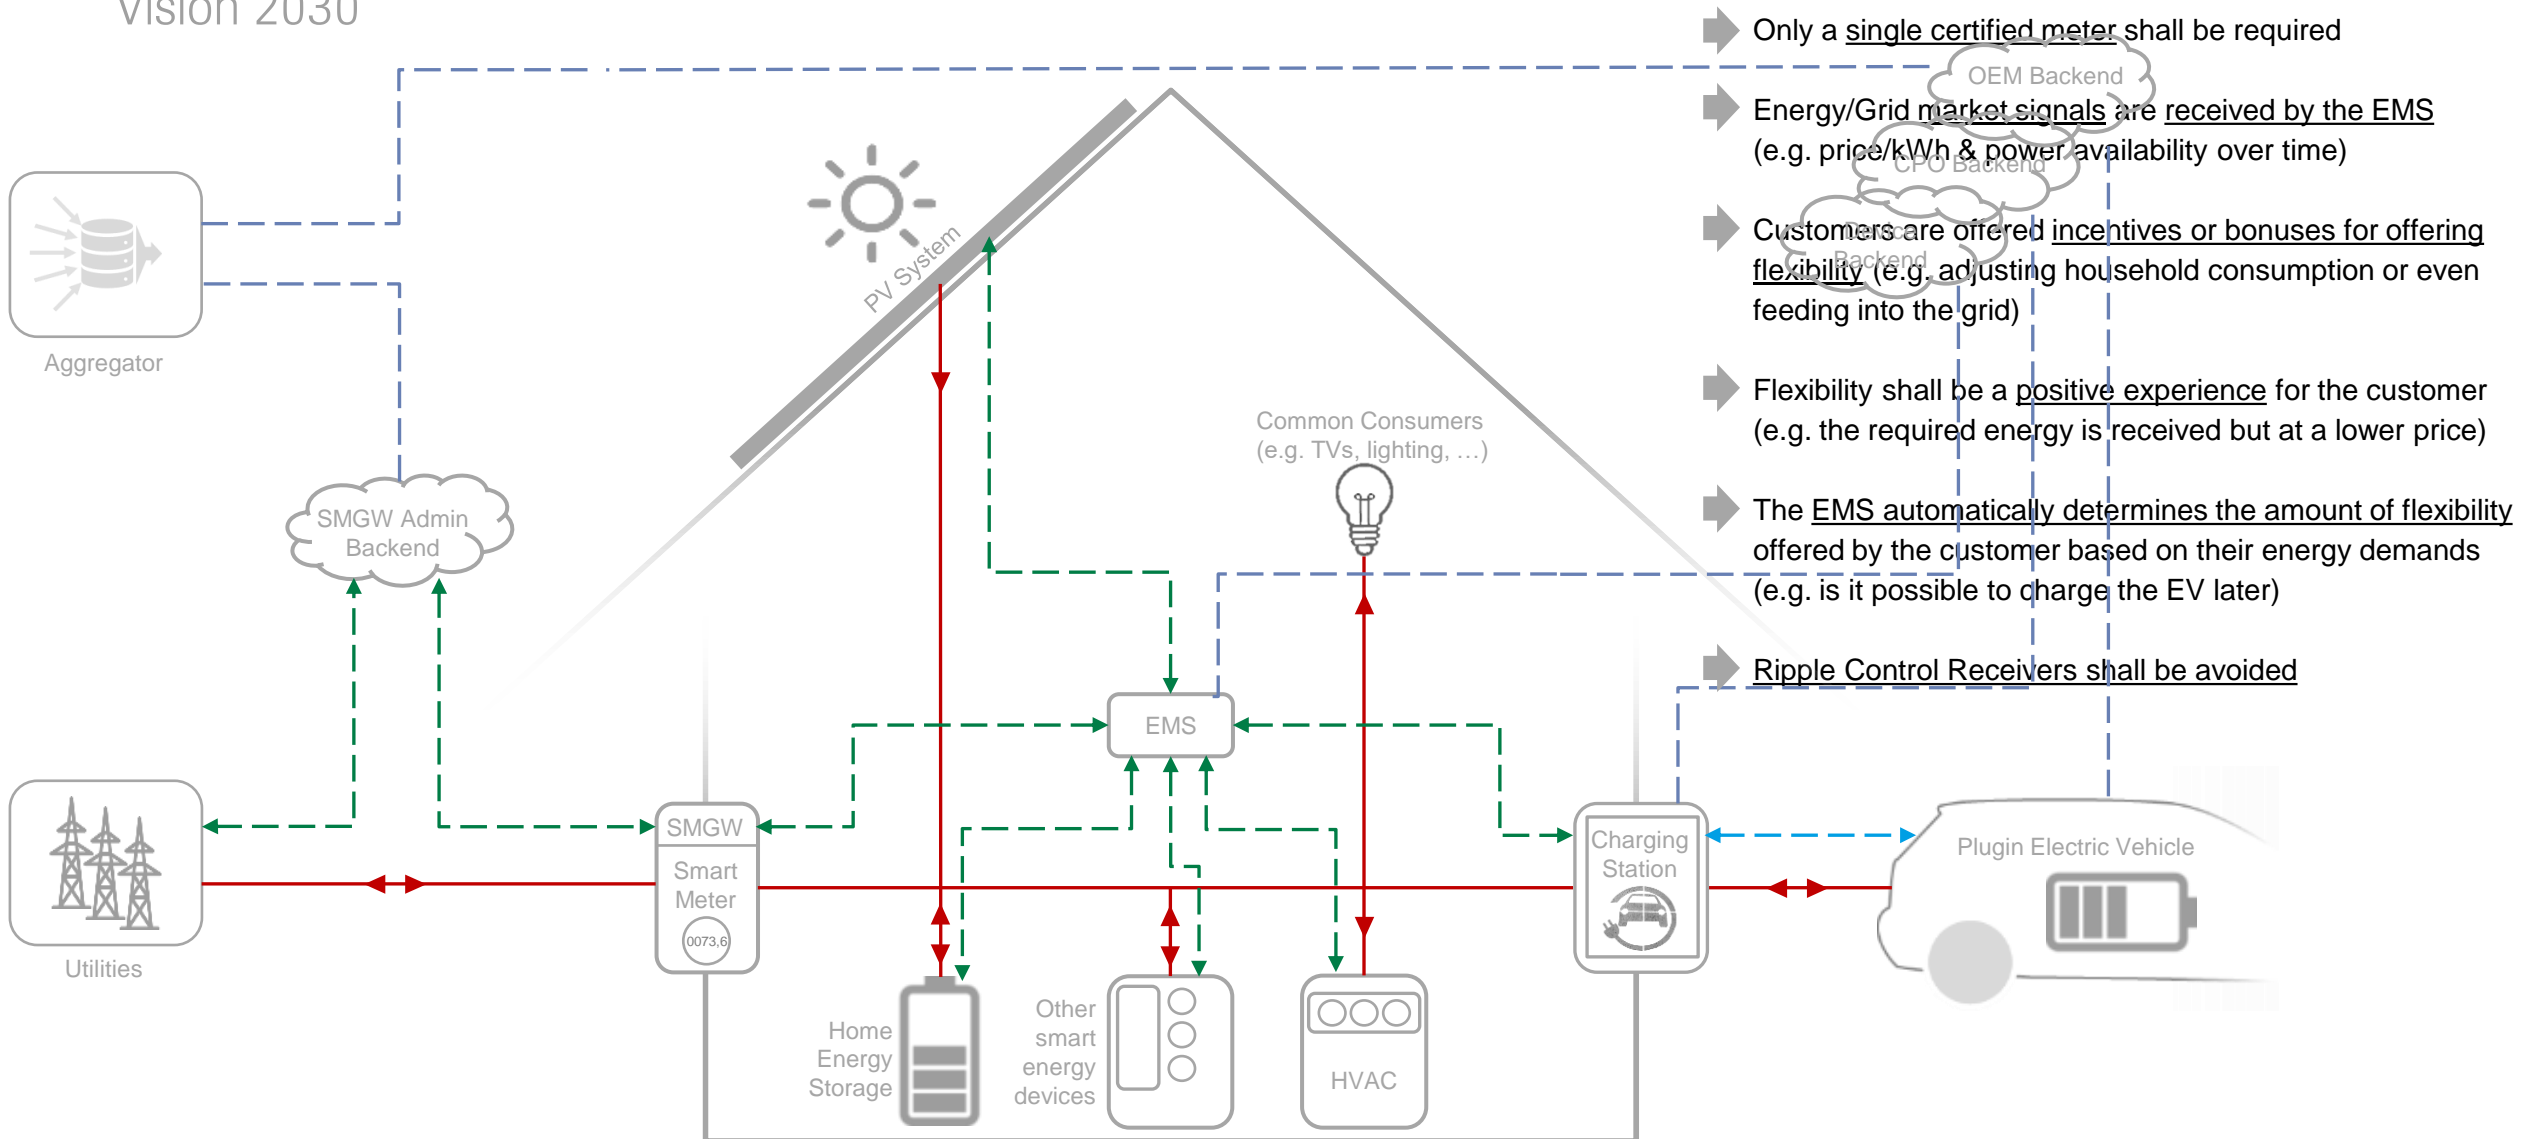 Vision 2030
Only a single certified meter shall be required
OEM Backend
Energy/Grid market signals are received by the EMS
(e.g. price/kWh & power availability over time)
CPO Backend
Customers are offered incentives or bonuses for offering
flexibility (e.g. adjusting household consumption or even
feeding into the grid)
Device
Backend
Flexibility shall be a positive experience for the customer
(e.g. the required energy is received but at a lower price)
The EMS automatically determines the amount of flexibility
offered by the customer based on their energy demands
(e.g. is it possible to charge the EV later)
Ripple Control Receivers shall be avoided
Aggregator
PV System
Common Consumers
(e.g. TVs, lighting, …)
SMGW Admin
Backend
EMS
SMGW
Smart
Meter
0073,6
Charging
Station
Plugin Electric Vehicle
Utilities
Home
Energy
Storage
Other
smart
energy
devices
HVAC